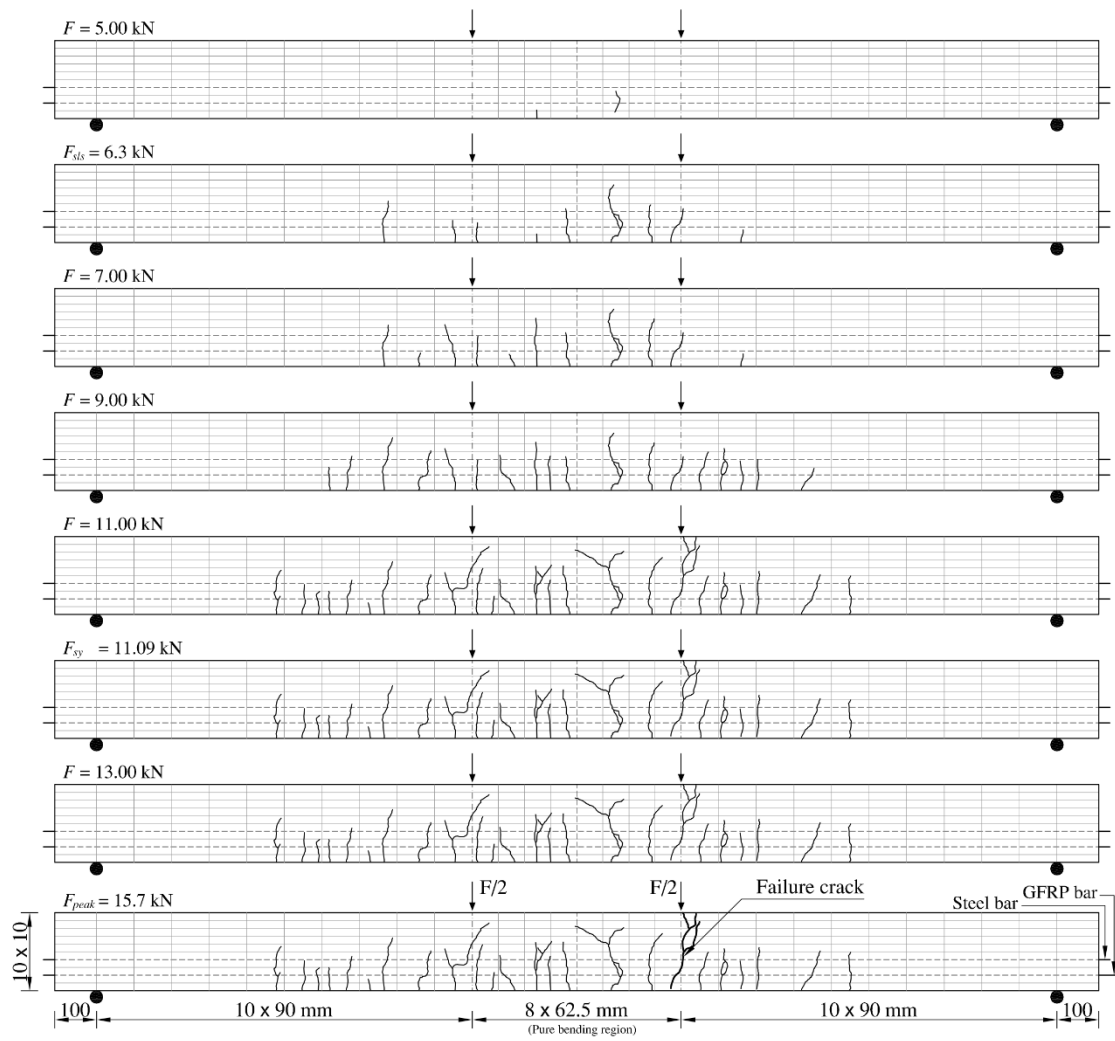 F = 5.00 kN
Fsls = 6.3 kN
F = 7.00 kN
F = 9.00 kN
F = 11.00 kN
Fsy = 11.09 kN
F = 13.00 kN
Fpeak = 15.7 kN
F/2
F/2
Failure crack
GFRP bar
Steel bar
10 x 10
100
10 x 90 mm
8 x 62.5 mm
10 x 90 mm
100
(Pure bending region)